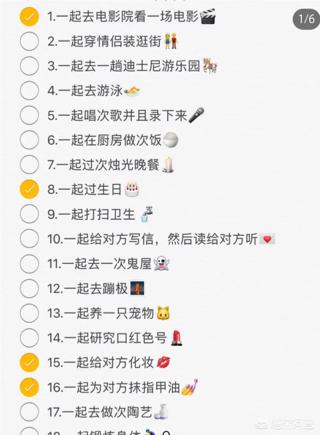 1/6
1.一起去电影院看一场电影🎬
2.一起穿情侣装逛街👫
3.一起去一趟迪士尼游乐园🎠
4.一起去游泳🏊
5.一起唱次歌并且录下来🎤
6.一起在厨房做次饭🍚
7.一起过次烛光晚餐🕯
8.一起过生日🎂
9.一起打扫卫生🚰
10.一起给对方写信，然后读给对方听💌
11.一起去一次鬼屋👻
12.一起去蹦极🌉
13.一起养一只宠物🐱
14.一起研究口红色号💄
15.一起给对方化妆💋
16.一起为对方抹指甲油💅
17.一起去做次陶艺